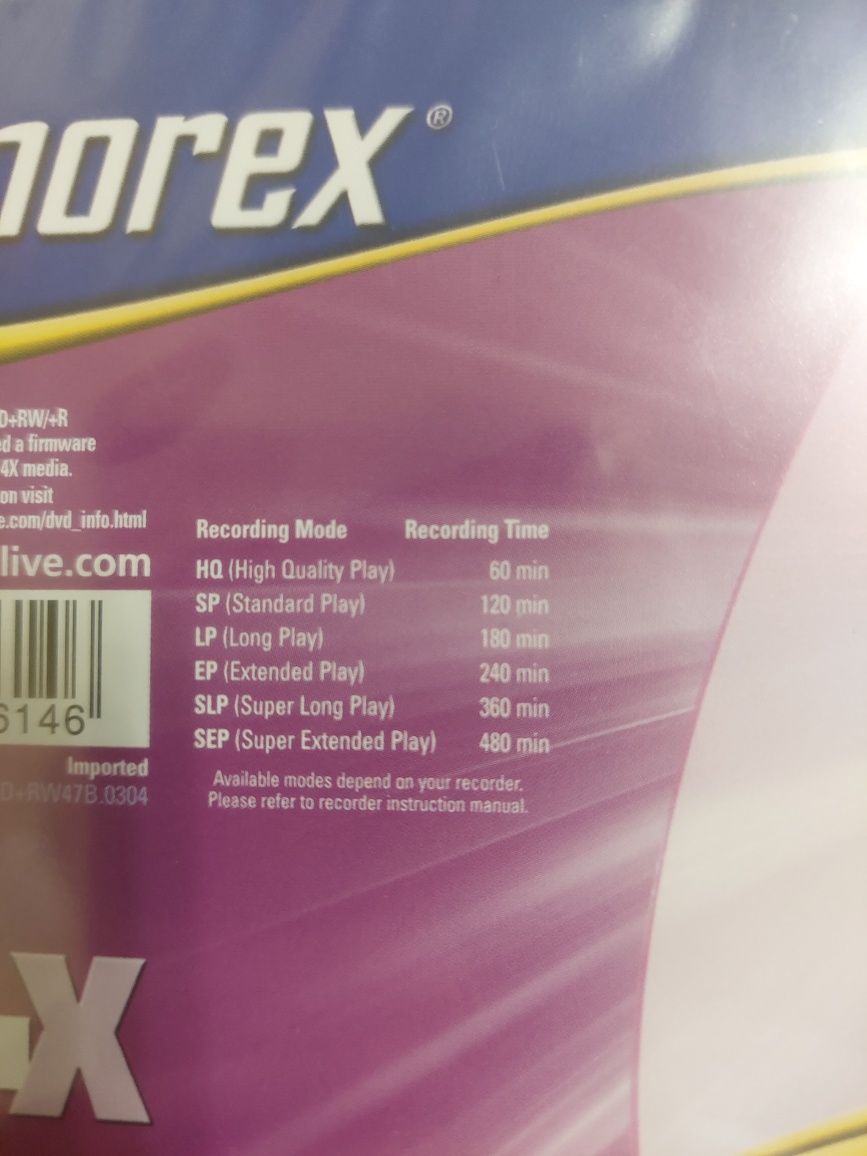 norex®
D+RW/+R
ed a firmware
4X media.
on visit
e.com/dvd_info.html
live.com
6146
Imported
D+RW47B.0304
Recording Mode Recording Time
HQ (High Quality Play) 60 min
SP (Standard Play) 120 min
LP (Long Play) 180 min
EP (Extended Play) 240 min
SLP (Super Long Play) 360 min
SEP (Super Extended Play) 480 min
Available modes depend on your recorder.
Please refer to recorder instruction manual.
X